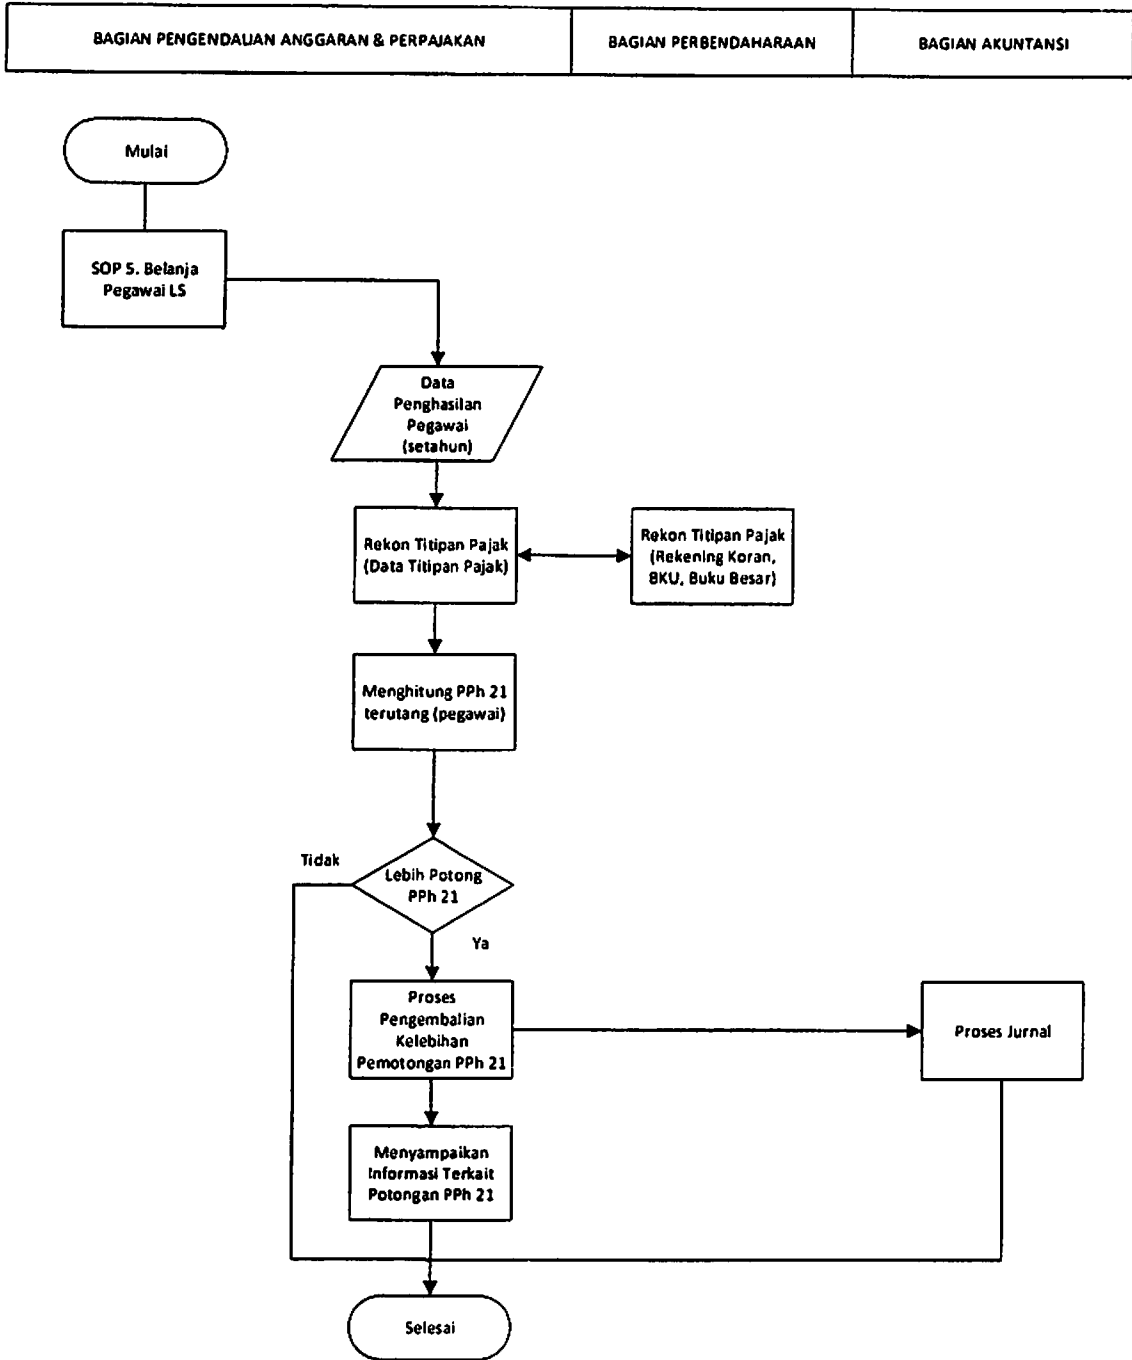 BAGIAN PENGENDALIAN ANGGARAN & PERPAJAKAN
BAGIAN PERBENDAHARAAN
BAGIAN AKUNTANSI
Mulai
SOP 5. Belanja
Pegawai LS
Data
Penghasilan
Pegawai
(setahun)
Rekon Titipan Pajak
(Data Titipan Pajak)
Rekon Titipan Pajak
(Rekening Koran,
BKU, Buku Besar)
Menghitung PPh 21
terutang (pegawai)
Tidak
Lebih Potong
PPh 21
Ya
Proses
Pengembalian
Kelebihan
Pemotongan PPh 21
Proses Jurnal
Menyampaikan
Informasi Terkait
Potongan PPh 21
Selesai